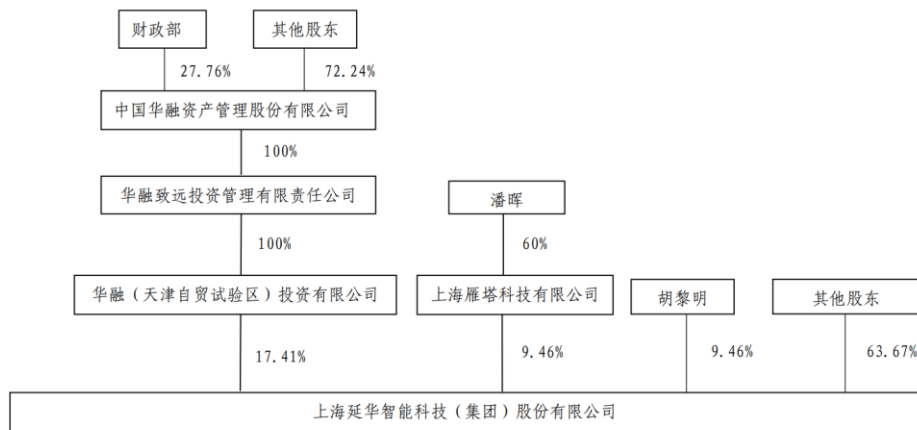 财政部
其他股东
27.76%
72.24%
中国华融资产管理股份有限公司
100%
华融致远投资管理有限责任公司
潘晖
100%
60%
华融（天津自贸试验区）投资有限公司
上海雁塔科技有限公司
胡黎明
其他股东
17.41%
9.46%
9.46%
63.67%
上海延华智能科技（集团）股份有限公司